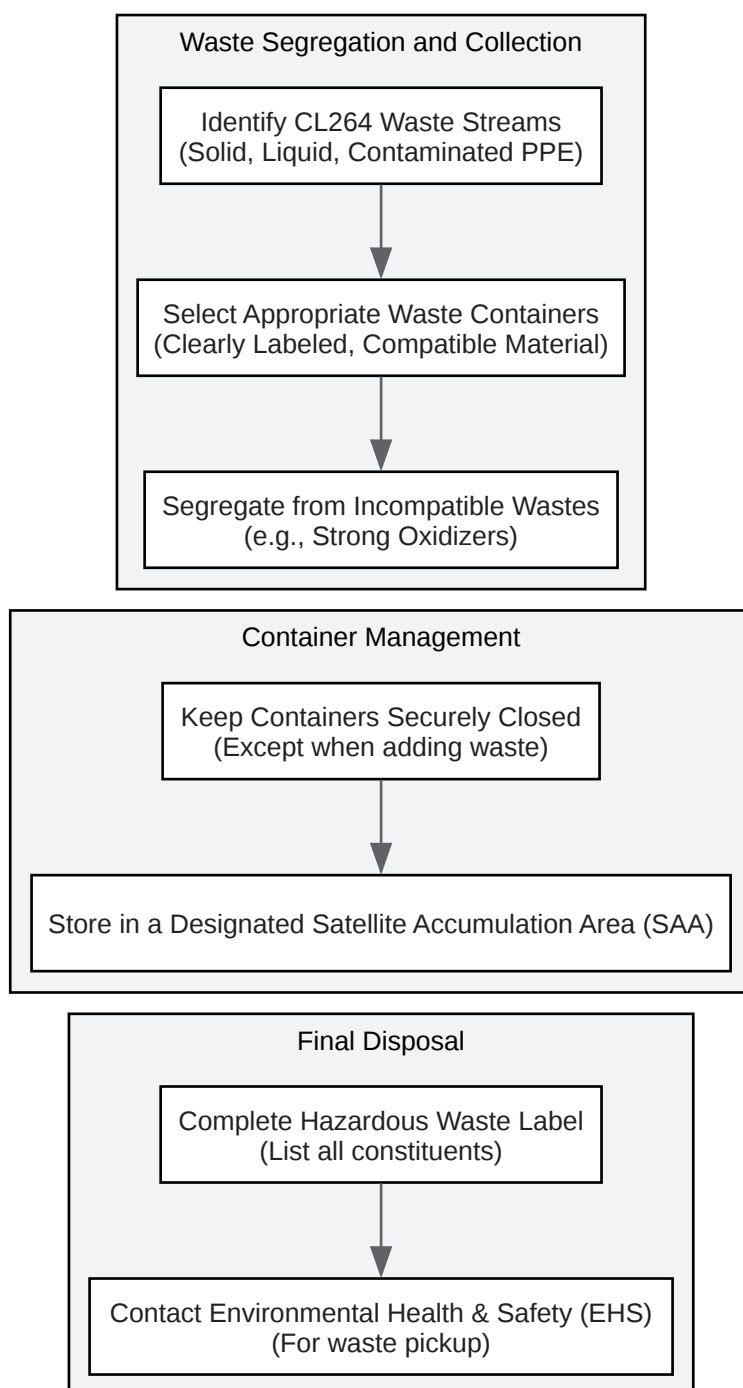 Waste Segregation and Collection
Identify CL264 Waste Streams
(Solid, Liquid, Contaminated PPE)
Select Appropriate Waste Containers
(Clearly Labeled, Compatible Material)
Segregate from Incompatible Wastes
(e.g., Strong Oxidizers)
Container Management
Keep Containers Securely Closed
(Except when adding waste)
Store in a Designated Satellite Accumulation Area (SAA)
Final Disposal
Complete Hazardous Waste Label
(List all constituents)
Contact Environmental Health & Safety (EHS)
(For waste pickup)